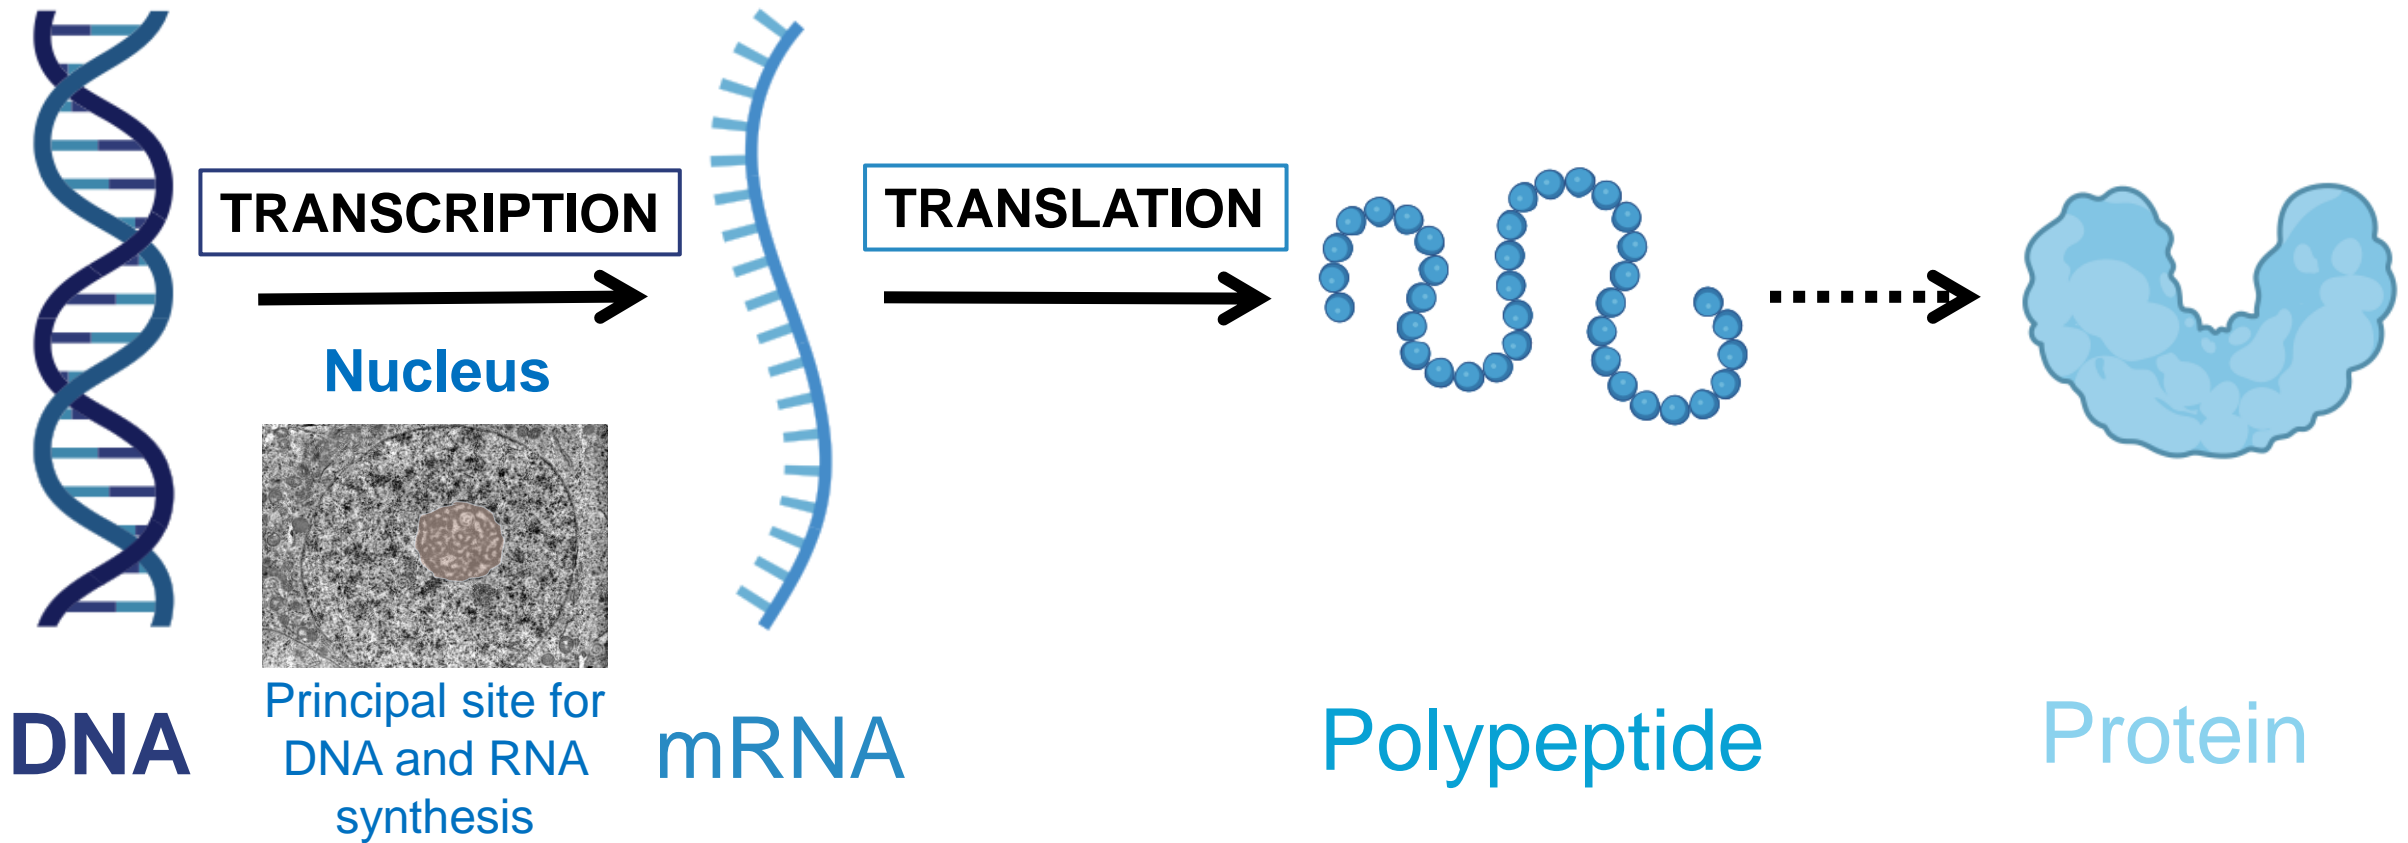 TRANSCRIPTION
TRANSLATION
Nucleus
Principal site for
DNA and RNA
synthesis
DNA
mRNA
Polypeptide
Protein